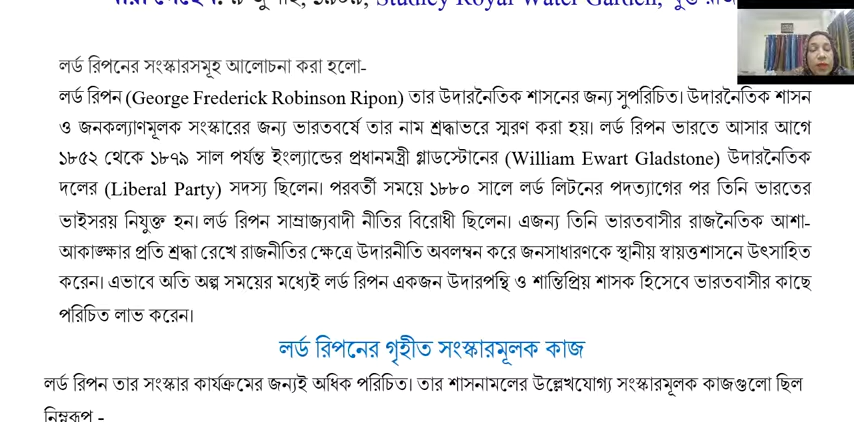 ১৯০৯, Studley Royal Water Garden,
লর্ড রিপনের সংস্কারসমূহ আলোচনা করা হলো-
লর্ড রিপন (George Frederick Robinson Ripon) তার উদারনৈতিক শাসনের জন্য সুপরিচিত। উদারনৈতিক শাসন
ও জনকল্যাণমূলক সংস্কারের জন্য ভারতবর্ষে তার নাম শ্রদ্ধাভরে স্মরণ করা হয়। লর্ড রিপন ভারতে আসার আগে
১৮৫২ থেকে ১৮৭৯ সাল পর্যন্ত ইংল্যান্ডের প্রধানমন্ত্রী গ্লাডস্টোনের (William Ewart Gladstone) উদারনৈতিক
দলের (Liberal Party) সদস্য ছিলেন। পরবর্তী সময়ে ১৮৮০ সালে লর্ড লিটনের পদত্যাগের পর তিনি ভারতের
ভাইসরয় নিযুক্ত হন। লর্ড রিপন সাম্রাজ্যবাদী নীতির বিরোধী ছিলেন। এজন্য তিনি ভারতবাসীর রাজনৈতিক আশা-
আকাঙ্ক্ষার প্রতি শ্রদ্ধা রেখে রাজনীতির ক্ষেত্রে উদারনীতি অবলম্বন করে জনসাধারণকে স্থানীয় স্বায়ত্তশাসনে উৎসাহিত
করেন। এভাবে অতি অল্প সময়ের মধ্যেই লর্ড রিপন একজন উদারপন্থি ও শান্তিপ্রিয় শাসক হিসেবে ভারতবাসীর কাছে
পরিচিত লাভ করেন।
লর্ড রিপনের গৃহীত সংস্কারমূলক কাজ
লর্ড রিপন তার সংস্কার কার্যক্রমের জন্যই অধিক পরিচিত। তার শাসনামলের উল্লেখযোগ্য সংস্কারমূলক কাজগুলো ছিল
নিম্নরূপ -